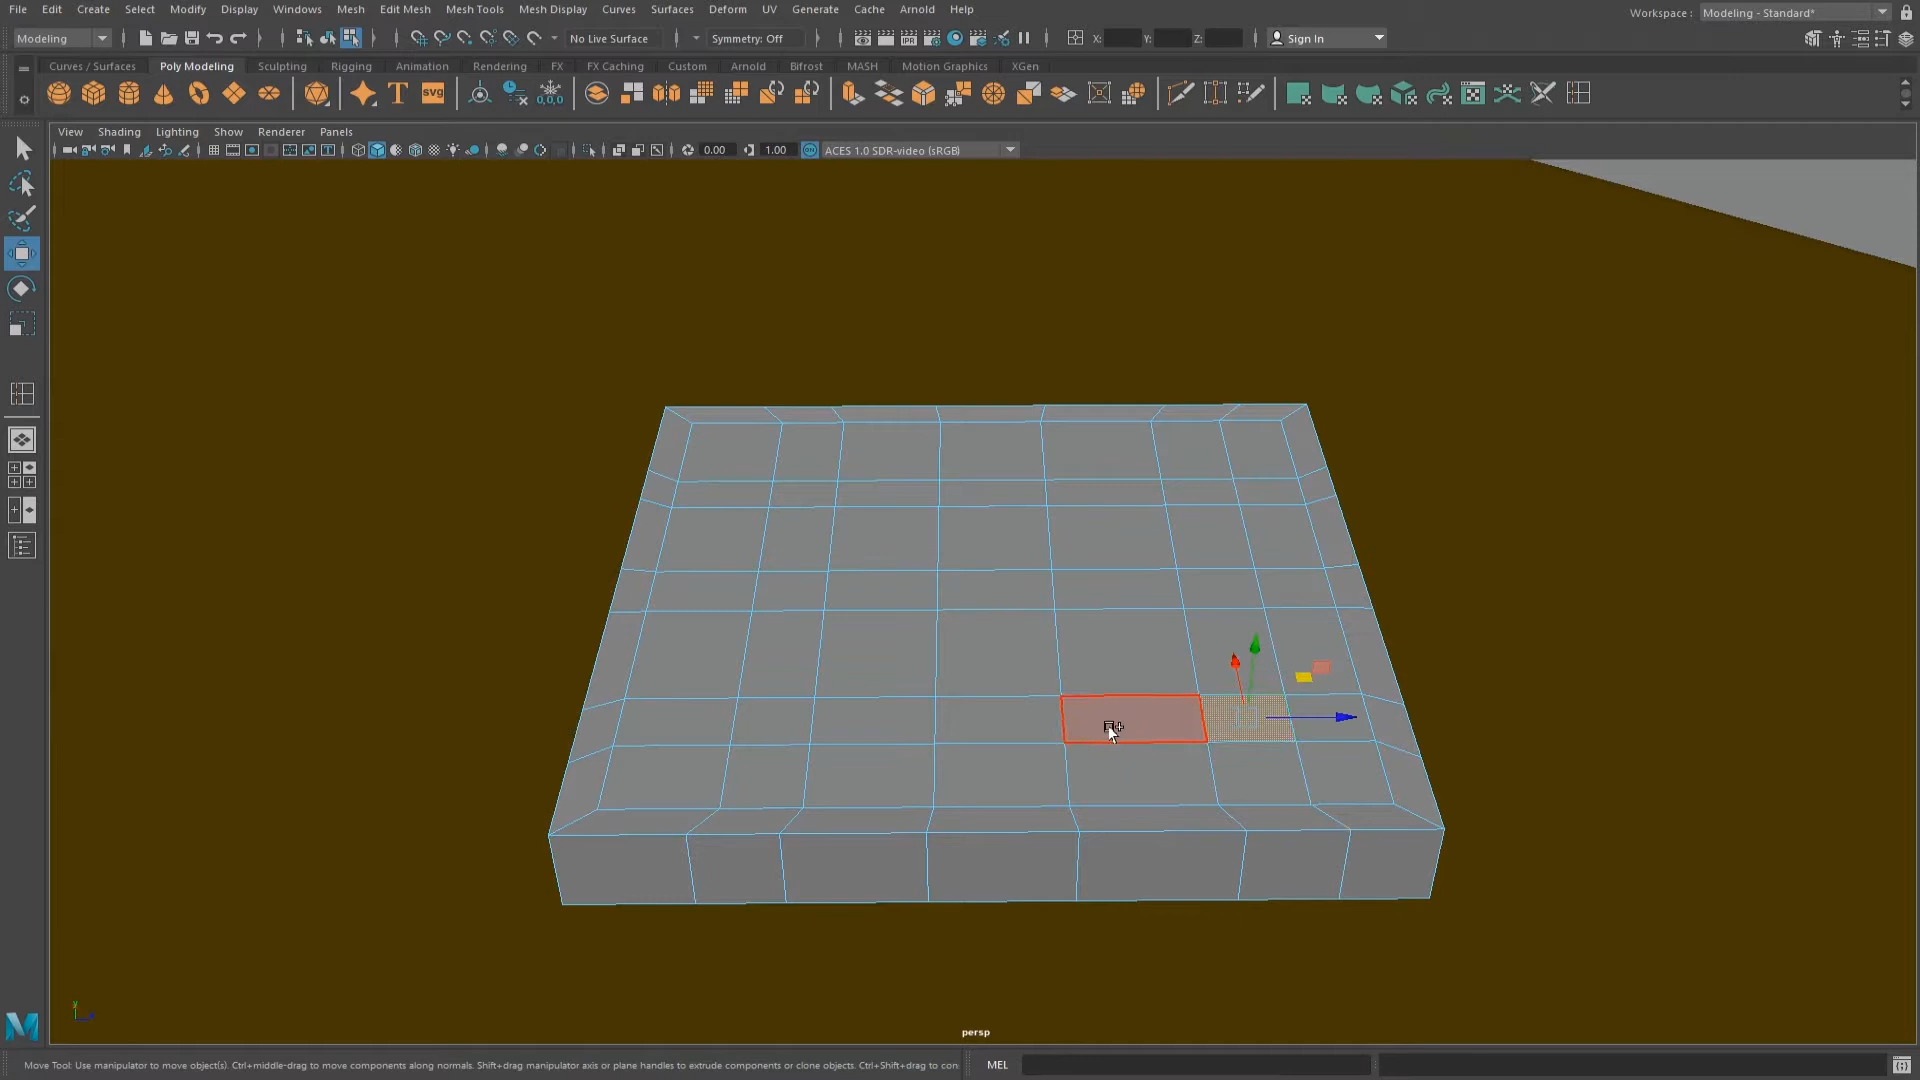 File Edit Create Select Modify Display Windows Mesh Edit Mesh Mesh Tools Mesh Display Curves Surfaces Deform UV Generate Cache Arnold Help Workspace : Modeling - Standard*
Modeling No Live Surface Symmetry: Off X: Y: Z: Sign In
Curves / Surfaces Poly Modeling Sculpting Rigging Animation Rendering FX FX Caching Custom Arnold Bifrost MASH Motion Graphics XGen
T svg 0,0,0
View Shading Lighting Show Renderer Panels
0.00 1.00 ACES 1.0 SDR-video (sRGB)
y
persp
M
Move Tool: Use manipulator to move object(s). Ctrl+middle-drag to move components along normals. Shift+drag manipulator axis or plane handles to extrude components or clone objects. Ctrl+Shift+drag to con MEL